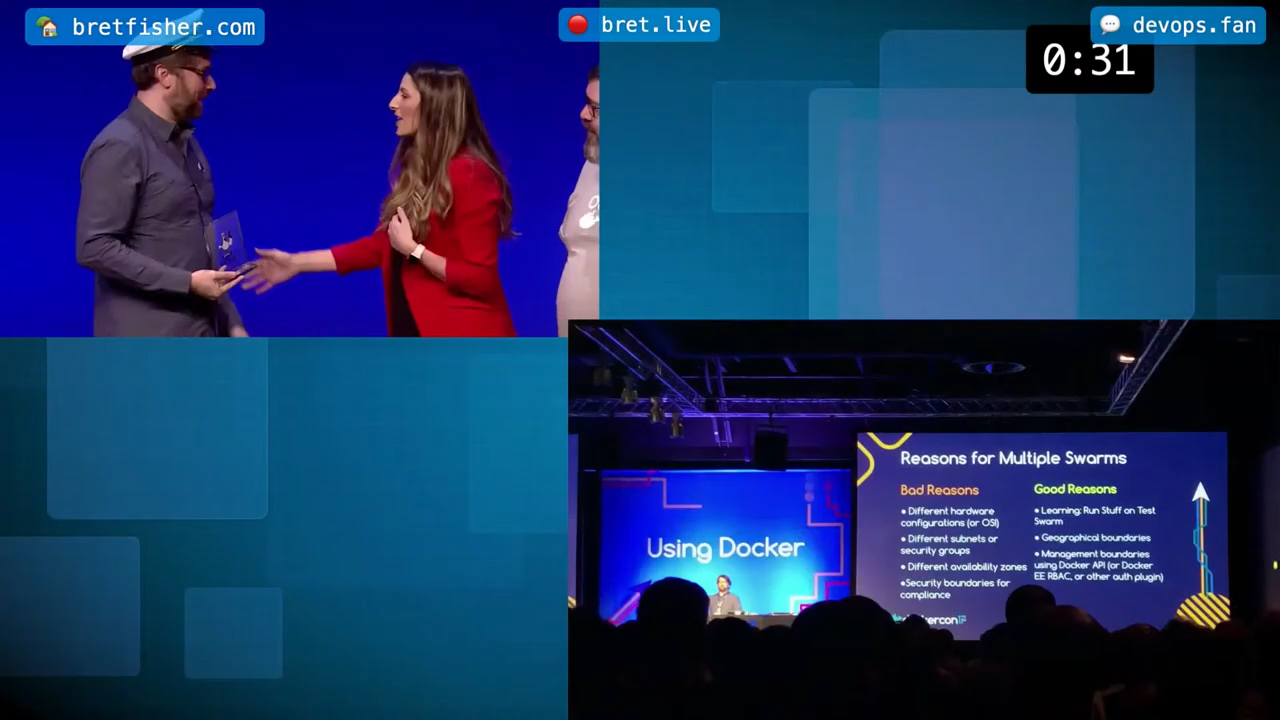 bretfisher.com
bret.live
devops.fan
0:31
Using Docker
Reasons for Multiple Swarms
Bad Reasons
• Different hardware
configurations (or OS!)
• Different subnets or
security groups
• Different availability zones
•Security boundaries for
compliance
Good Reasons
• Learning: Run Stuff on Test
Swarm
• Geographical boundaries
• Management boundaries
using Docker API (or Docker
EE RBAC, or other auth plugin)